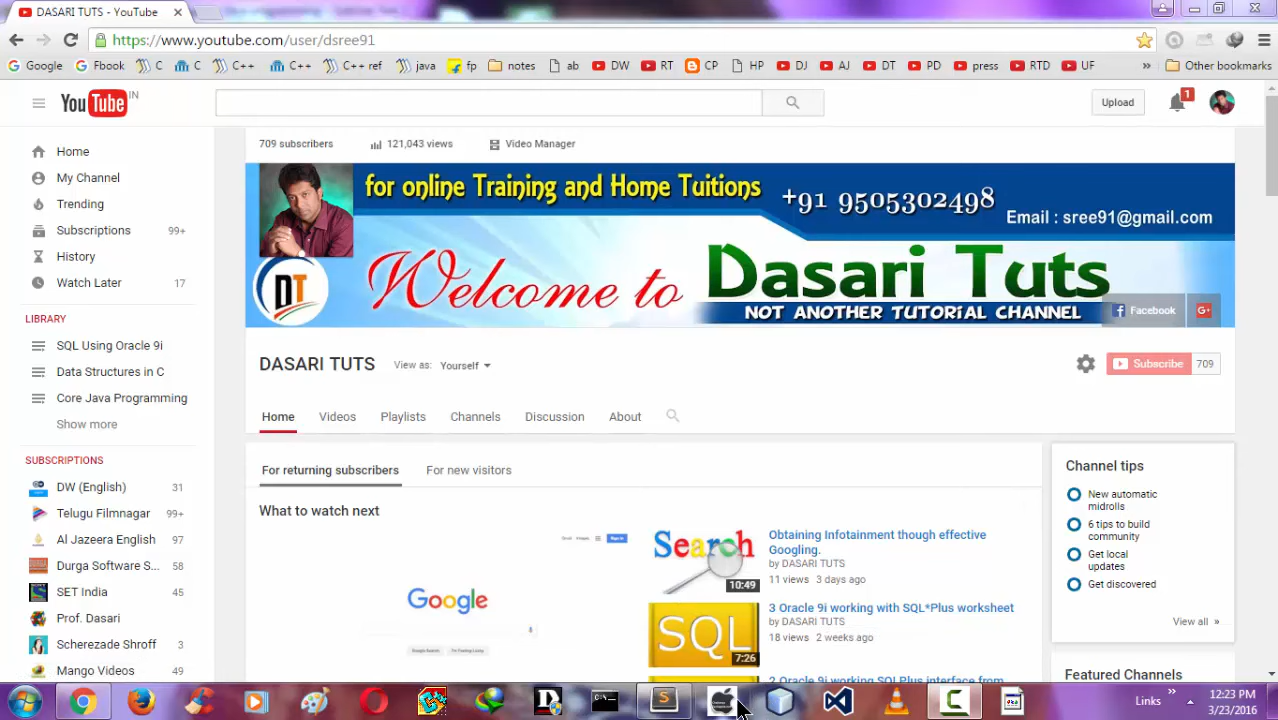 DASARI TUTS - YouTube
https://www.youtube.com/user/dsree91
Google Fbook C C C++ C++ C++ ref java fp notes ab DW RT CP HP DJ AJ DT PD press RTD UF » Other bookmarks
YouTube IN
Upload
1
709 subscribers 121,043 views Video Manager
Home
My Channel
Trending
Subscriptions 99+
History
Watch Later 17
LIBRARY
SQL Using Oracle 9i
Data Structures in C
Core Java Programming
Show more
SUBSCRIPTIONS
DW (English) 31
Telugu Filmnagar 99+
Al Jazeera English 97
Durga Software S... 58
SET India 45
Prof. Dasari
Scherezade Shroff 3
Mango Videos 49
for online Training and Home Tuitions +91 9505302498
Email : sree91@gmail.com
DT
Welcome to Dasari Tuts
NOT ANOTHER TUTORIAL CHANNEL
Facebook G+
DASARI TUTS View as: Yourself
Subscribe 709
Home Videos Playlists Channels Discussion About
For returning subscribers For new visitors
What to watch next
Google
Search
10:49
Obtaining Infotainment though effective
Googling.
by DASARI TUTS
11 views 3 days ago
SQL
7:26
3 Oracle 9i working with SQL*Plus worksheet
by DASARI TUTS
18 views 2 weeks ago
2 Oracle 9i working SQLPlus interface from
Channel tips
New automatic
midrolls
6 tips to build
community
Get local
updates
Get discovered
View all »
Featured Channels
Links »
12:23 PM
3/23/2016